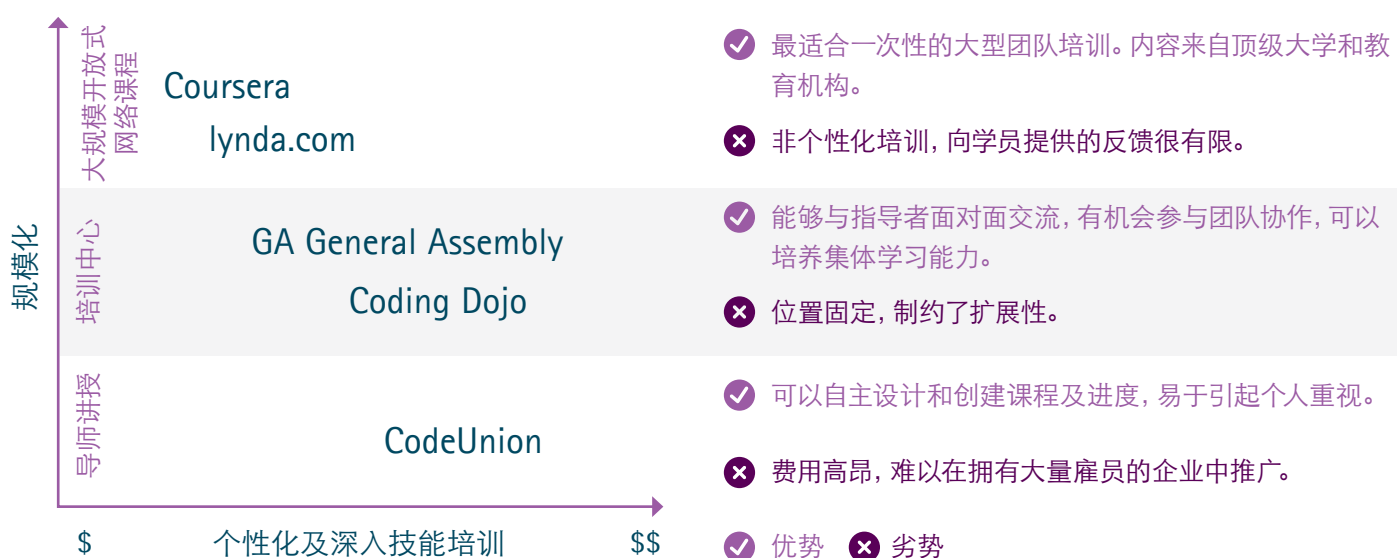 规模化
大规模开放式
网络课程
Coursera
lynda.com
最适合一次性的大型团队培训。内容来自顶级大学和教
育机构。
非个性化培训, 向学员提供的反馈很有限。
培训中心
GA General Assembly
Coding Dojo
能够与指导者面对面交流, 有机会参与团队协作, 可以
培养集体学习能力。
位置固定, 制约了扩展性。
导师讲授
CodeUnion
可以自主设计和创建课程及进度, 易于引起个人重视。
费用高昂, 难以在拥有大量雇员的企业中推广。
$ 个性化及深入技能培训 $$
优势 劣势